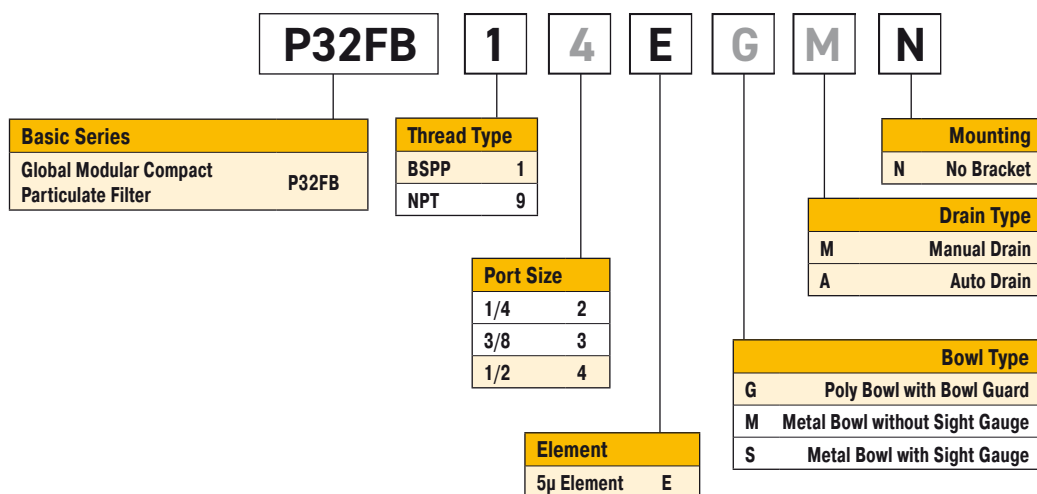 P32FB 1 4 E G M N
Basic Series
Global Modular Compact
Particulate Filter P32FB
Thread Type
BSPP 1
NPT 9
Port Size
1/4 2
3/8 3
1/2 4
Element
5µ Element E
Mounting
N No Bracket
Drain Type
M Manual Drain
A Auto Drain
Bowl Type
G Poly Bowl with Bowl Guard
M Metal Bowl without Sight Gauge
S Metal Bowl with Sight Gauge